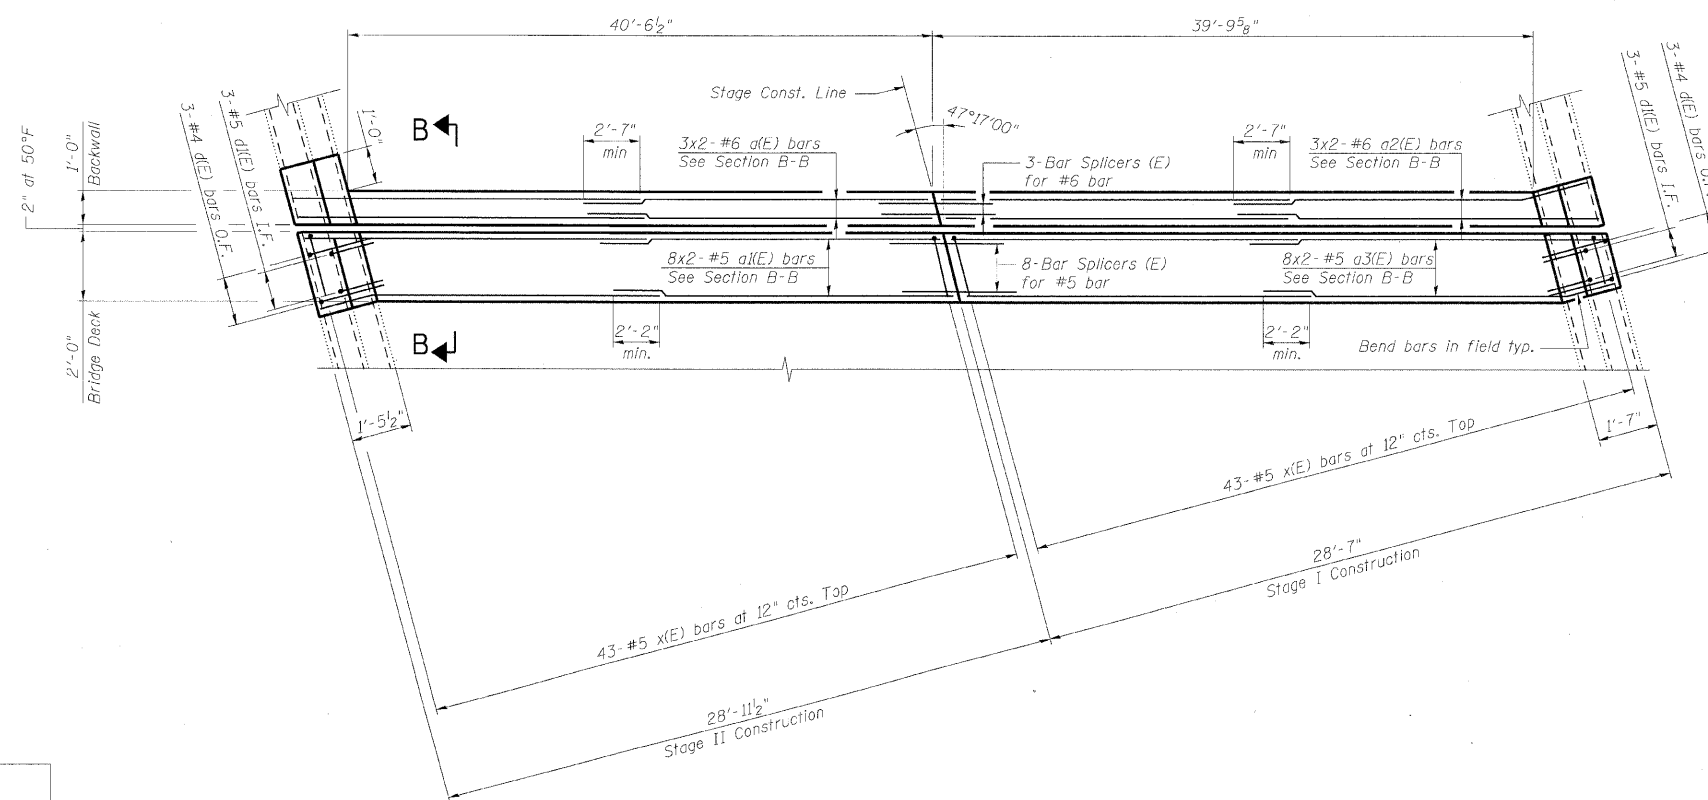 40'-6½"
39'-9⅝"
Stage Const. Line
47°17'00"
3-#4 d(E) bars O.F.
3-#5 d1(E) bars I.F.
1'-0"
B
2'-7"
min
3x2-#6 a(E) bars
See Section B-B
3-Bar Splicers (E)
for #6 bar
2'-7"
min
3x2-#6 a2(E) bars
See Section B-B
3-#5 d1(E) bars I.F.
3-#4 d(E) bars O.F.
2" at 50°F
1'-0"
Backwall
8x2-#5 a1(E) bars
See Section B-B
8-Bar Splicers (E)
for #5 bar
8x2-#5 a3(E) bars
See Section B-B
2'-0"
Bridge Deck
B
2'-2"
min.
2'-2"
min.
Bend bars in field typ.
1'-5½"
1'-7"
43-#5 x(E) bars at 12" cts. Top
28'-7"
Stage I Construction
43-#5 x(E) bars at 12" cts. Top
28'-11½"
Stage II Construction